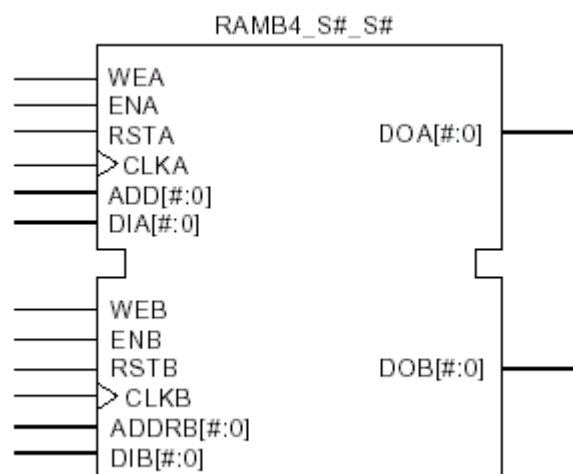 RAMB4_S#_S#
WEA
ENA
RSTA
DOA[#:0]
CLKA
ADD[#:0]
DIA[#:0]
WEB
ENB
RSTB
DOB[#:0]
CLKB
ADDRB[#:0]
DIB[#:0]